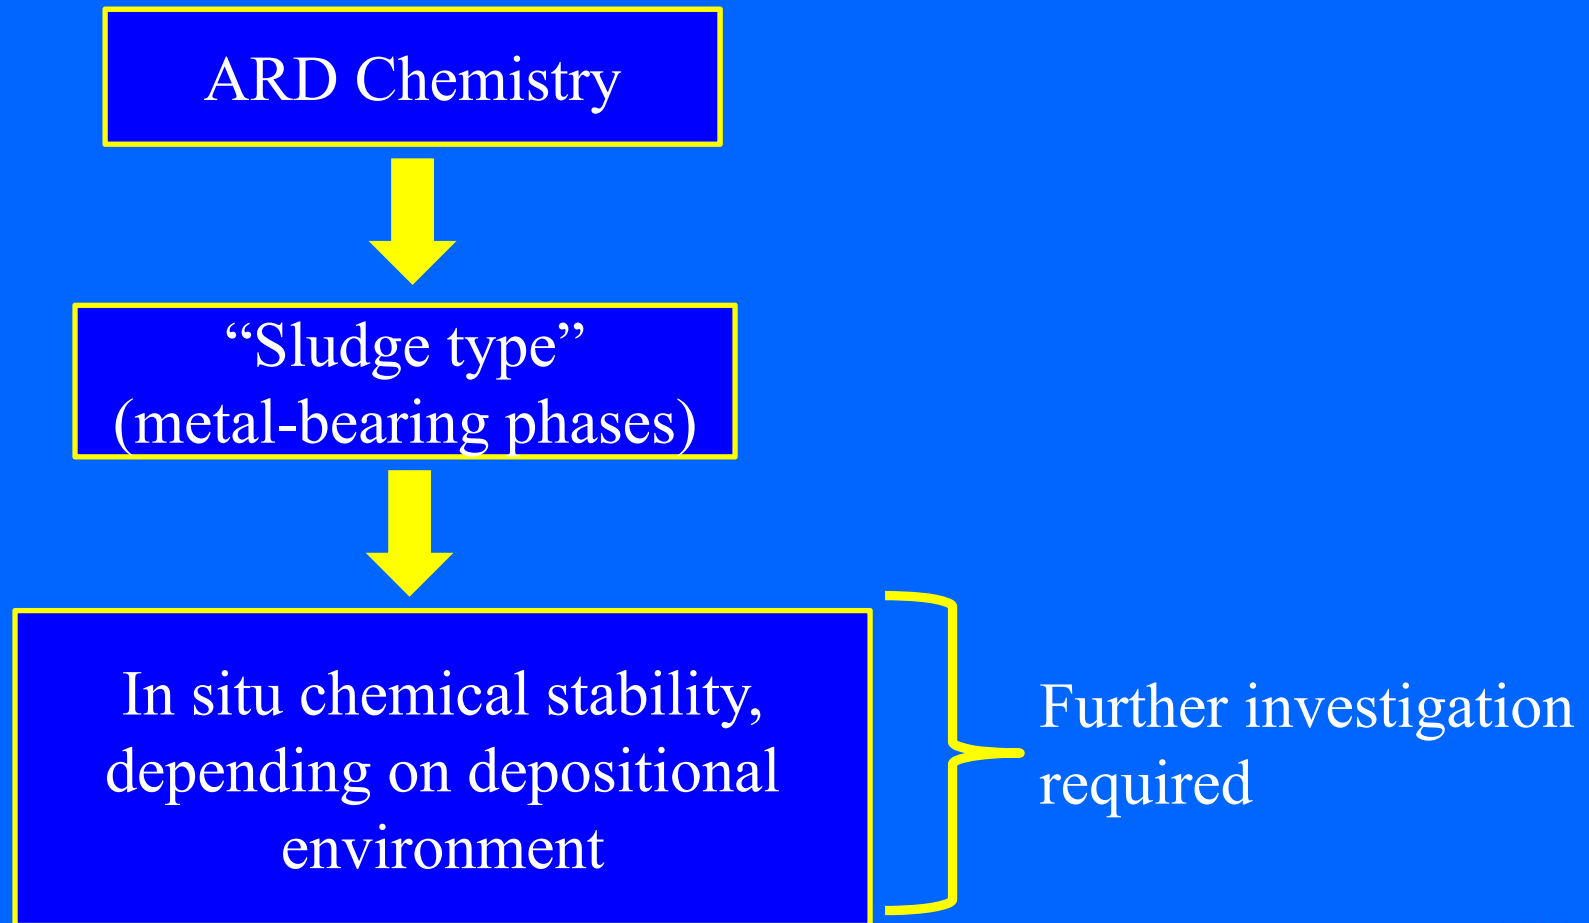 ARD Chemistry
“Sludge type”
(metal-bearing phases)
In situ chemical stability,
depending on depositional
environment
Further investigation
required